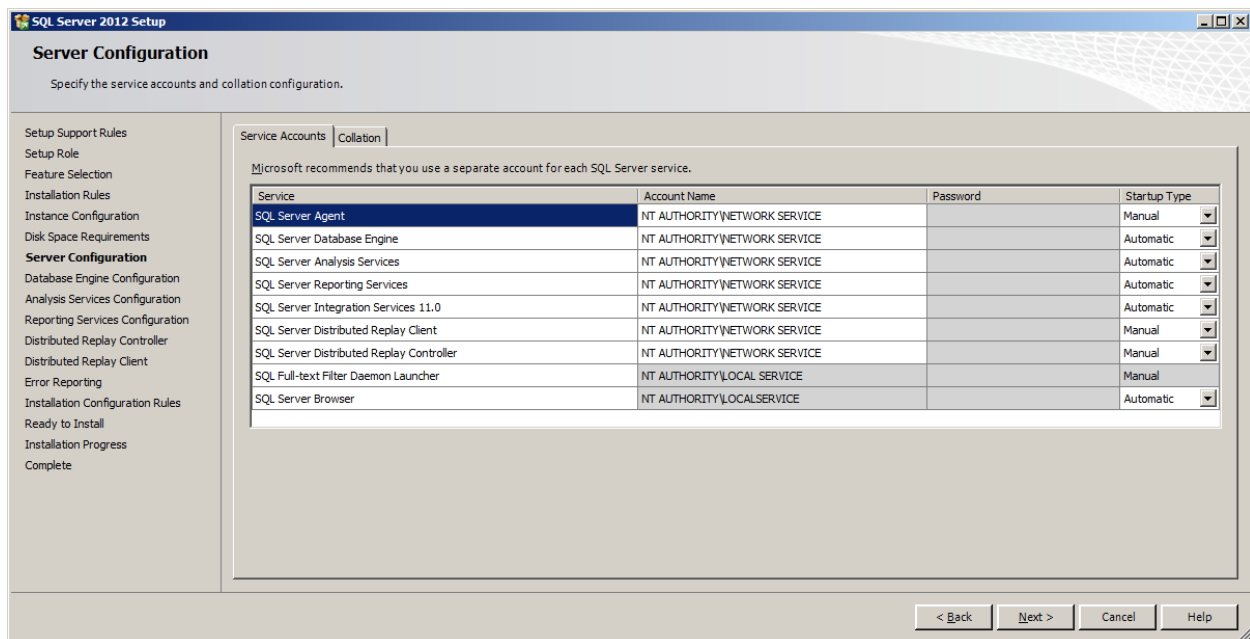 SQL Server 2012 Setup
Server Configuration
Specify the service accounts and collation configuration.
Setup Support Rules
Setup Role
Feature Selection
Installation Rules
Instance Configuration
Disk Space Requirements
Server Configuration
Database Engine Configuration
Analysis Services Configuration
Reporting Services Configuration
Distributed Replay Controller
Distributed Replay Client
Error Reporting
Installation Configuration Rules
Ready to Install
Installation Progress
Complete
Service Accounts Collation
Microsoft recommends that you use a separate account for each SQL Server service.
Service Account Name Password Startup Type
SQL Server Agent NT AUTHORITY\NETWORK SERVICE Manual
SQL Server Database Engine NT AUTHORITY\NETWORK SERVICE Automatic
SQL Server Analysis Services NT AUTHORITY\NETWORK SERVICE Automatic
SQL Server Reporting Services NT AUTHORITY\NETWORK SERVICE Automatic
SQL Server Integration Services 11.0 NT AUTHORITY\NETWORK SERVICE Automatic
SQL Server Distributed Replay Client NT AUTHORITY\NETWORK SERVICE Manual
SQL Server Distributed Replay Controller NT AUTHORITY\NETWORK SERVICE Manual
SQL Full-text Filter Daemon Launcher NT AUTHORITY\LOCAL SERVICE Manual
SQL Server Browser NT AUTHORITY\LOCALSERVICE Automatic
< Back Next > Cancel Help